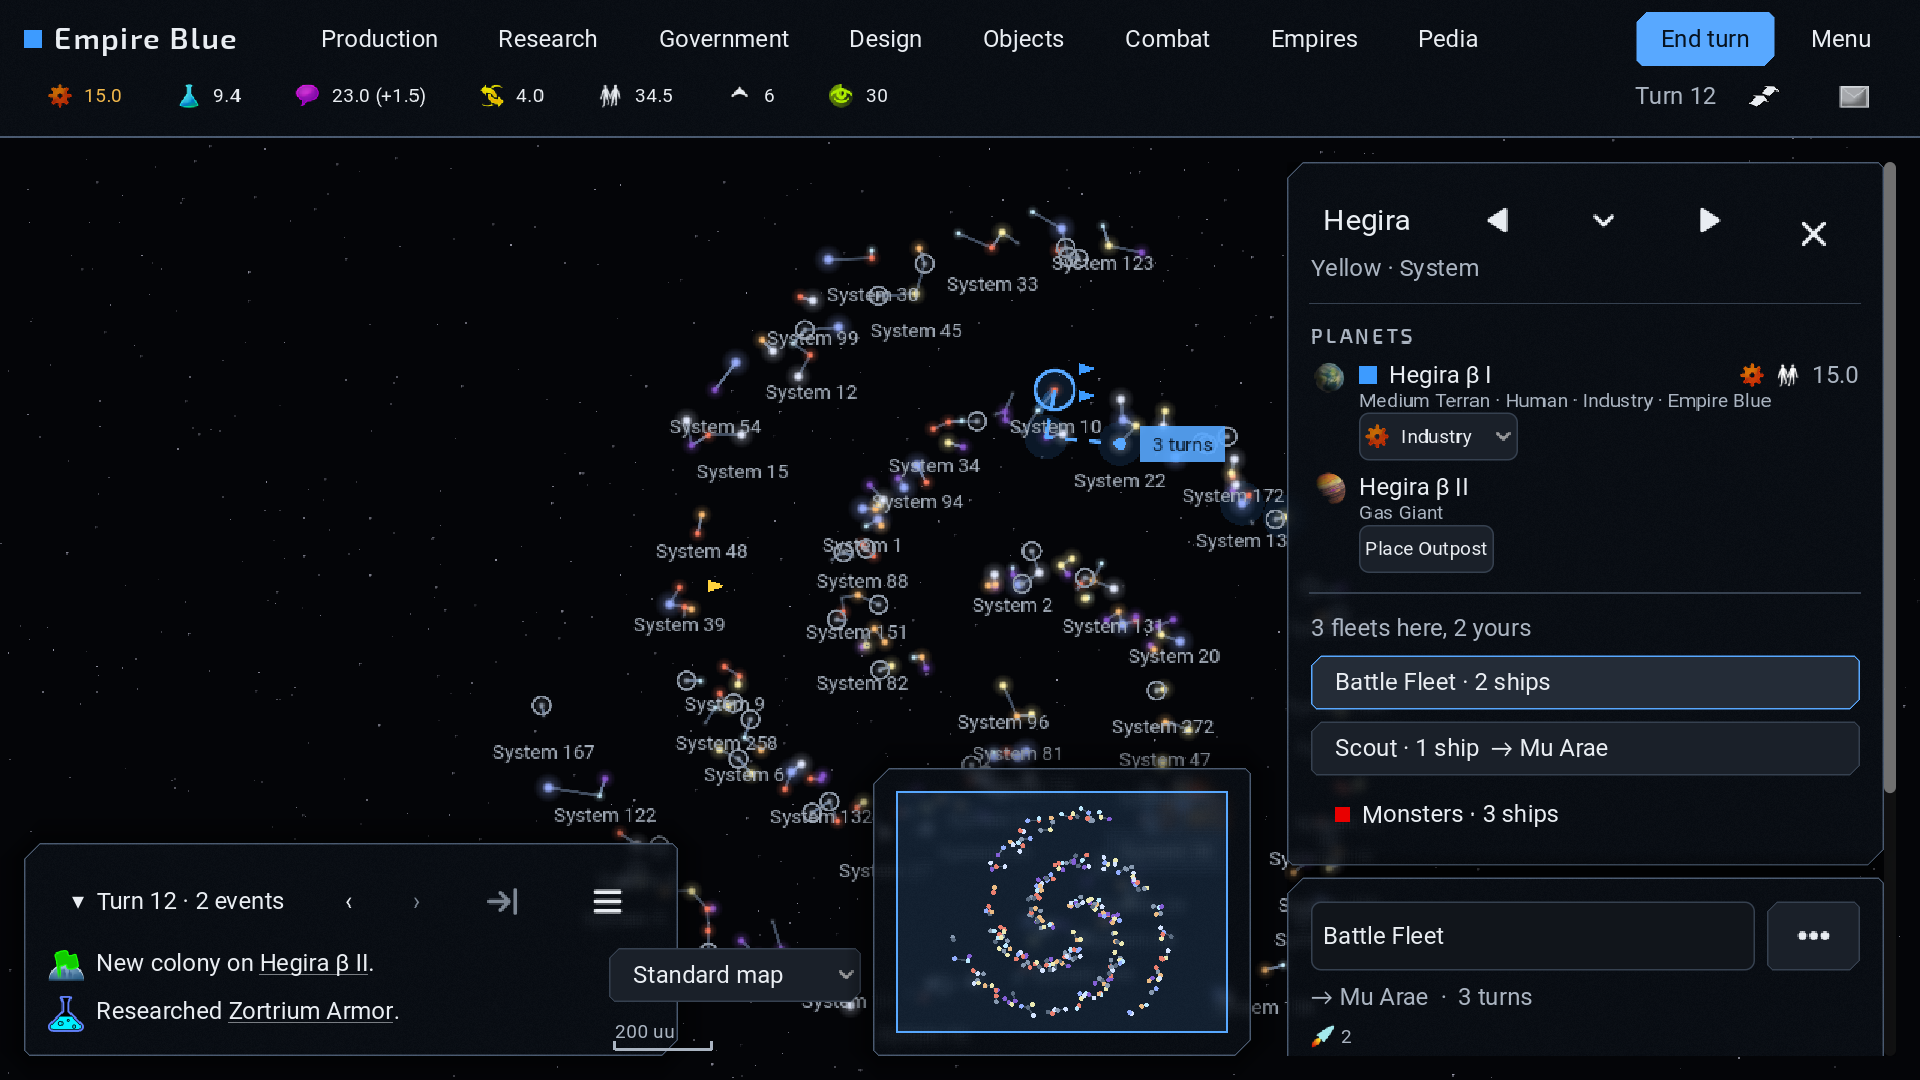 Empire Blue
Production
Research
Government
Design
Objects
Combat
Empires
Pedia
End turn
Menu
15.0
9.4
23.0 (+1.5)
4.0
34.5
6
30
Turn 12
System 123
System 33
System 45
System 99
System 12
System 54
System 15
System 10
System 34
System 94
System 22
3 turns
System 172
System 13
System 48
System 1
System 88
System 2
System 39
System 151
System 131
System 20
System 82
System 9
System 96
System 258
System 167
System 6
System 81
System 47
System 122
System 132
Hegira
Yellow · System
PLANETS
Hegira β I
15.0
Medium Terran · Human · Industry · Empire Blue
Industry
Hegira β II
Gas Giant
Place Outpost
3 fleets here, 2 yours
Battle Fleet · 2 ships
Scout · 1 ship → Mu Arae
Monsters · 3 ships
Battle Fleet
→ Mu Arae · 3 turns
2
▼ Turn 12 · 2 events
New colony on Hegira β II.
Researched Zortrium Armor.
Standard map
200 uu